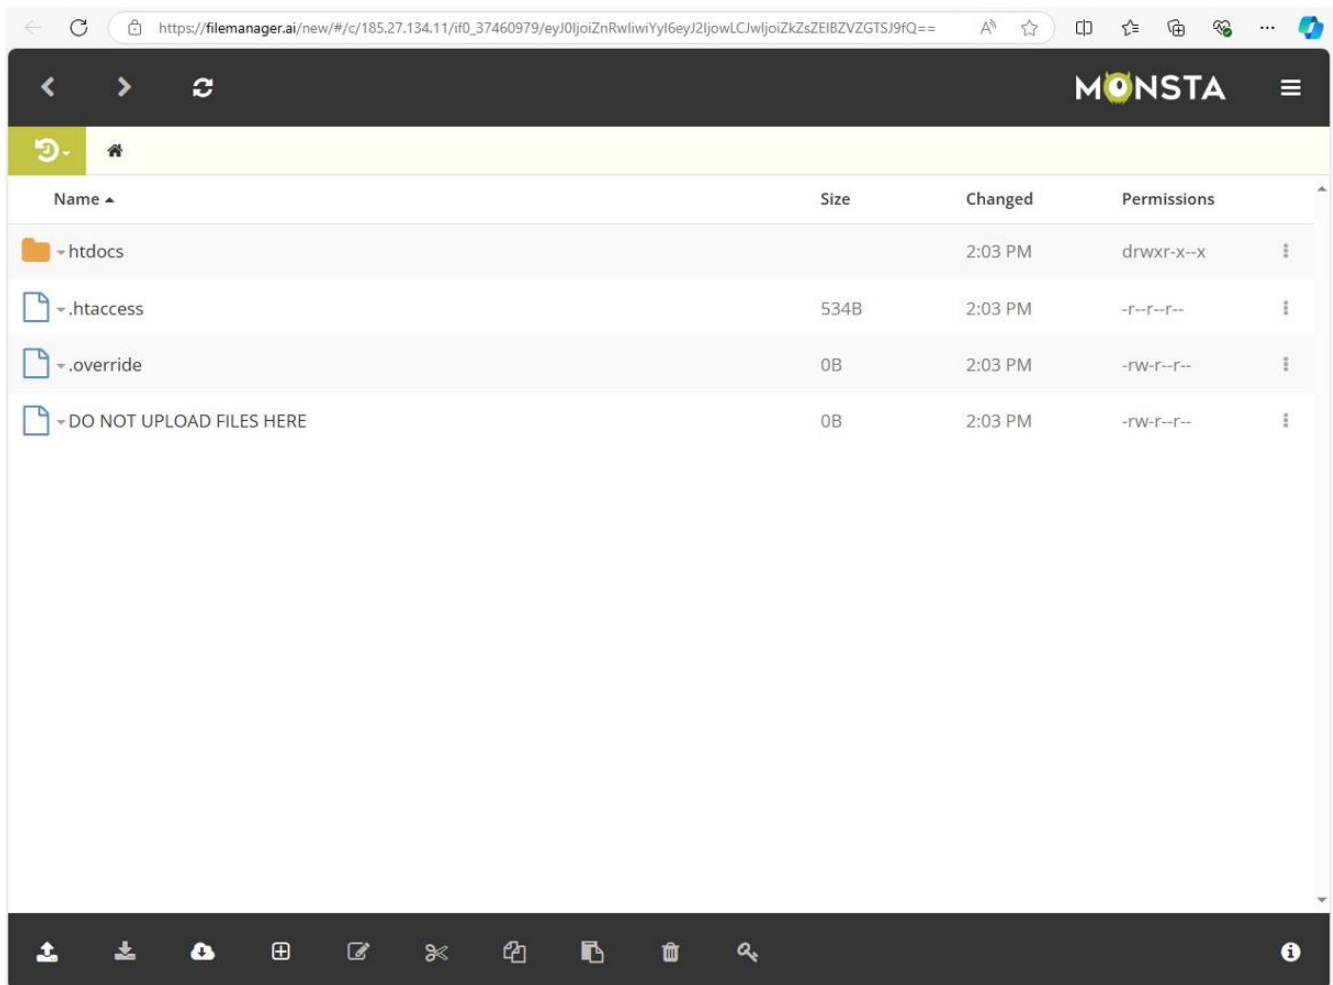 https://filemanager.ai/new/#/c/185.27.134.11/if0_37460979/eyJ0IjoiZnRwIiwiYyI6eyJ2IjowLCJwIjoiZkZsZEIBZVZGTSJ9fQ==
MONSTA
Name Size Changed Permissions
htdocs 2:03 PM drwxr-x--x
.htaccess 534B 2:03 PM -r--r--r--
.override 0B 2:03 PM -rw-r--r--
DO NOT UPLOAD FILES HERE 0B 2:03 PM -rw-r--r--